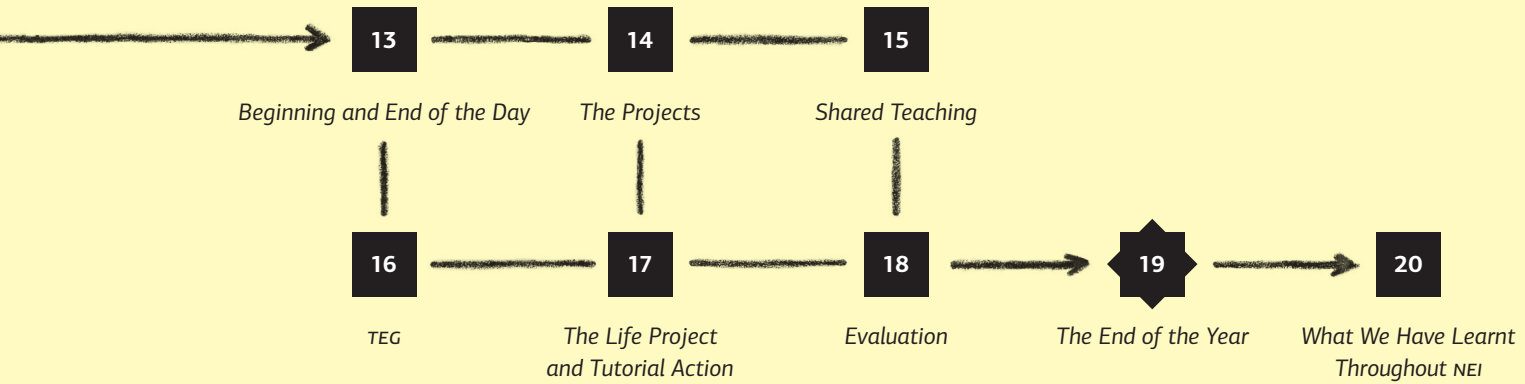 13
14
15
Beginning and End of the Day
The Projects
Shared Teaching
16
17
18
19
20
TEG
The Life Project
and Tutorial Action
Evaluation
The End of the Year
What We Have Learnt
Throughout NEI